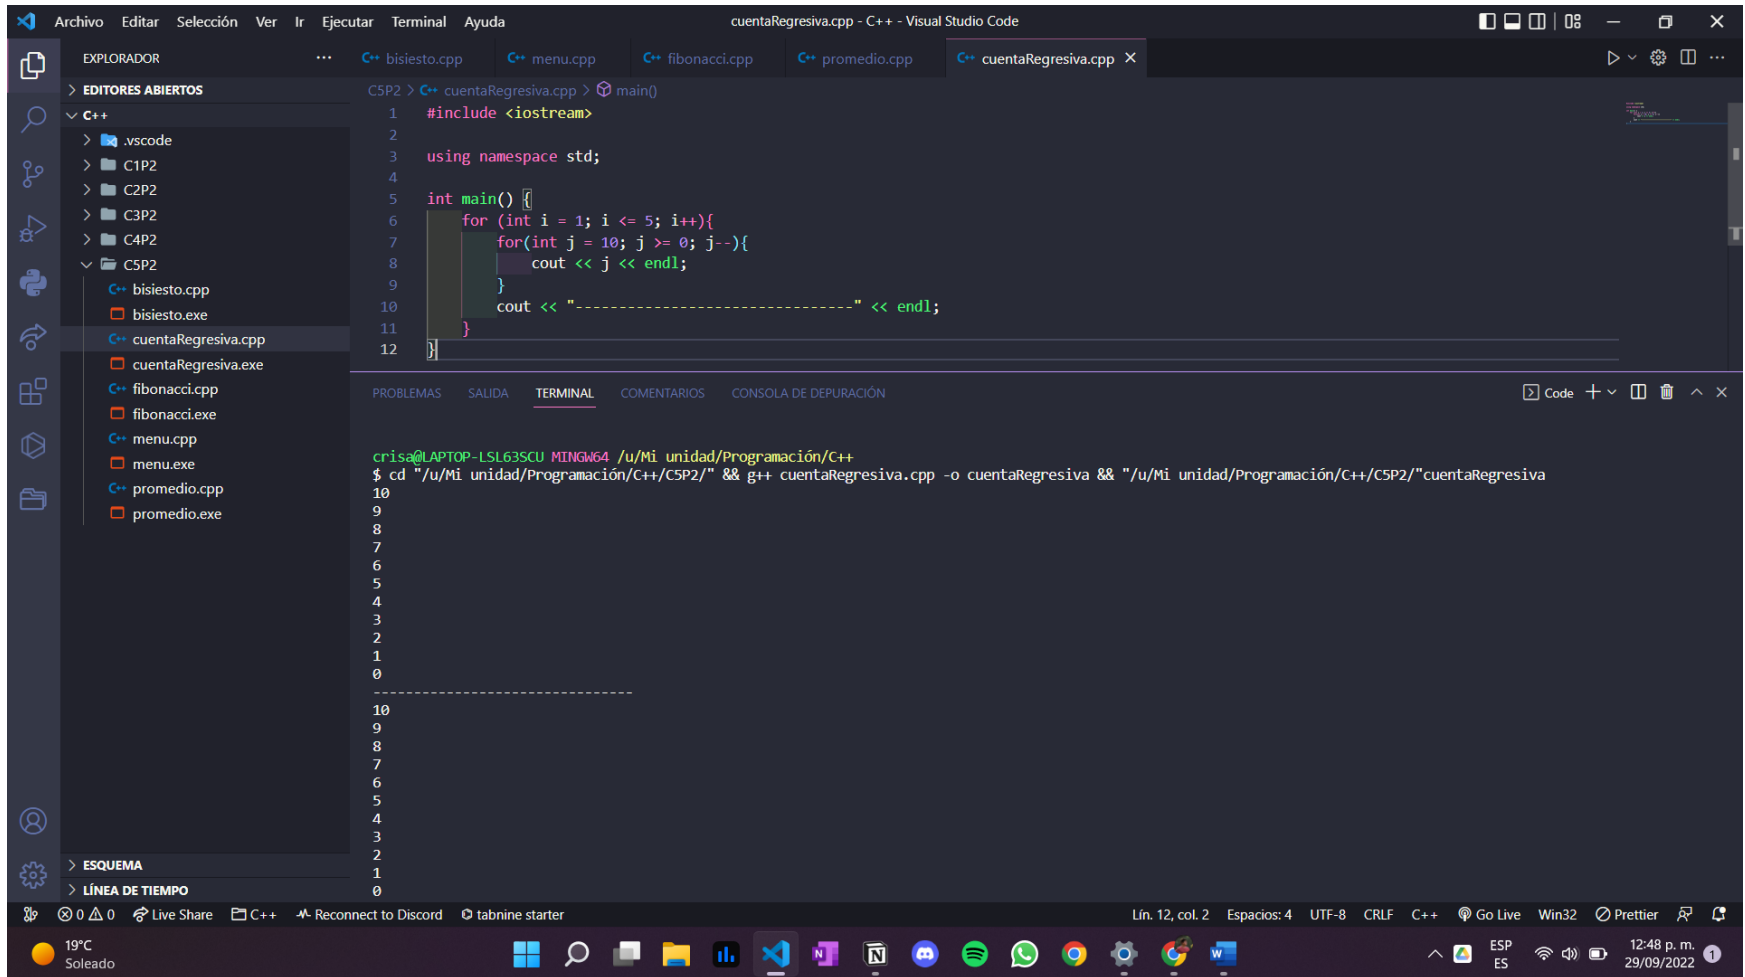 Archivo Editar Selección Ver Ir Ejecutar Terminal Ayuda
cuentaRegresiva.cpp - C++ - Visual Studio Code
EXPLORADOR
bisiesto.cpp
menu.cpp
fibonacci.cpp
promedio.cpp
cuentaRegresiva.cpp
EDITORES ABIERTOS
C++
.vscode
C1P2
C2P2
C3P2
C4P2
C5P2
bisiesto.cpp
bisiesto.exe
cuentaRegresiva.cpp
cuentaRegresiva.exe
fibonacci.cpp
fibonacci.exe
menu.cpp
menu.exe
promedio.cpp
promedio.exe
ESQUEMA
LÍNEA DE TIEMPO
C5P2 > cuentaRegresiva.cpp > main()
1 #include <iostream>
2
3 using namespace std;
4
5 int main() {
6 for (int i = 1; i <= 5; i++){
7 for(int j = 10; j >= 0; j--){
8 cout << j << endl;
9 }
10 cout << "--------------------------------" << endl;
11 }
12 }
PROBLEMAS SALIDA TERMINAL COMENTARIOS CONSOLA DE DEPURACIÓN
Code
crisa@LAPTOP-LSL63SCU MINGW64 /u/Mi unidad/Programación/C++
$ cd "/u/Mi unidad/Programación/C++/C5P2/" && g++ cuentaRegresiva.cpp -o cuentaRegresiva && "/u/Mi unidad/Programación/C++/C5P2/"cuentaRegresiva
10
9
8
7
6
5
4
3
2
1
0
--------------------------------
10
9
8
7
6
5
4
3
2
1
0
0 0 Live Share C++ Reconnect to Discord tabnine starter
Lín. 12, col. 2 Espacios: 4 UTF-8 CRLF C++ Go Live Win32 Prettier
19°C
Soleado
ESP
ES
12:48 p. m.
29/09/2022
1